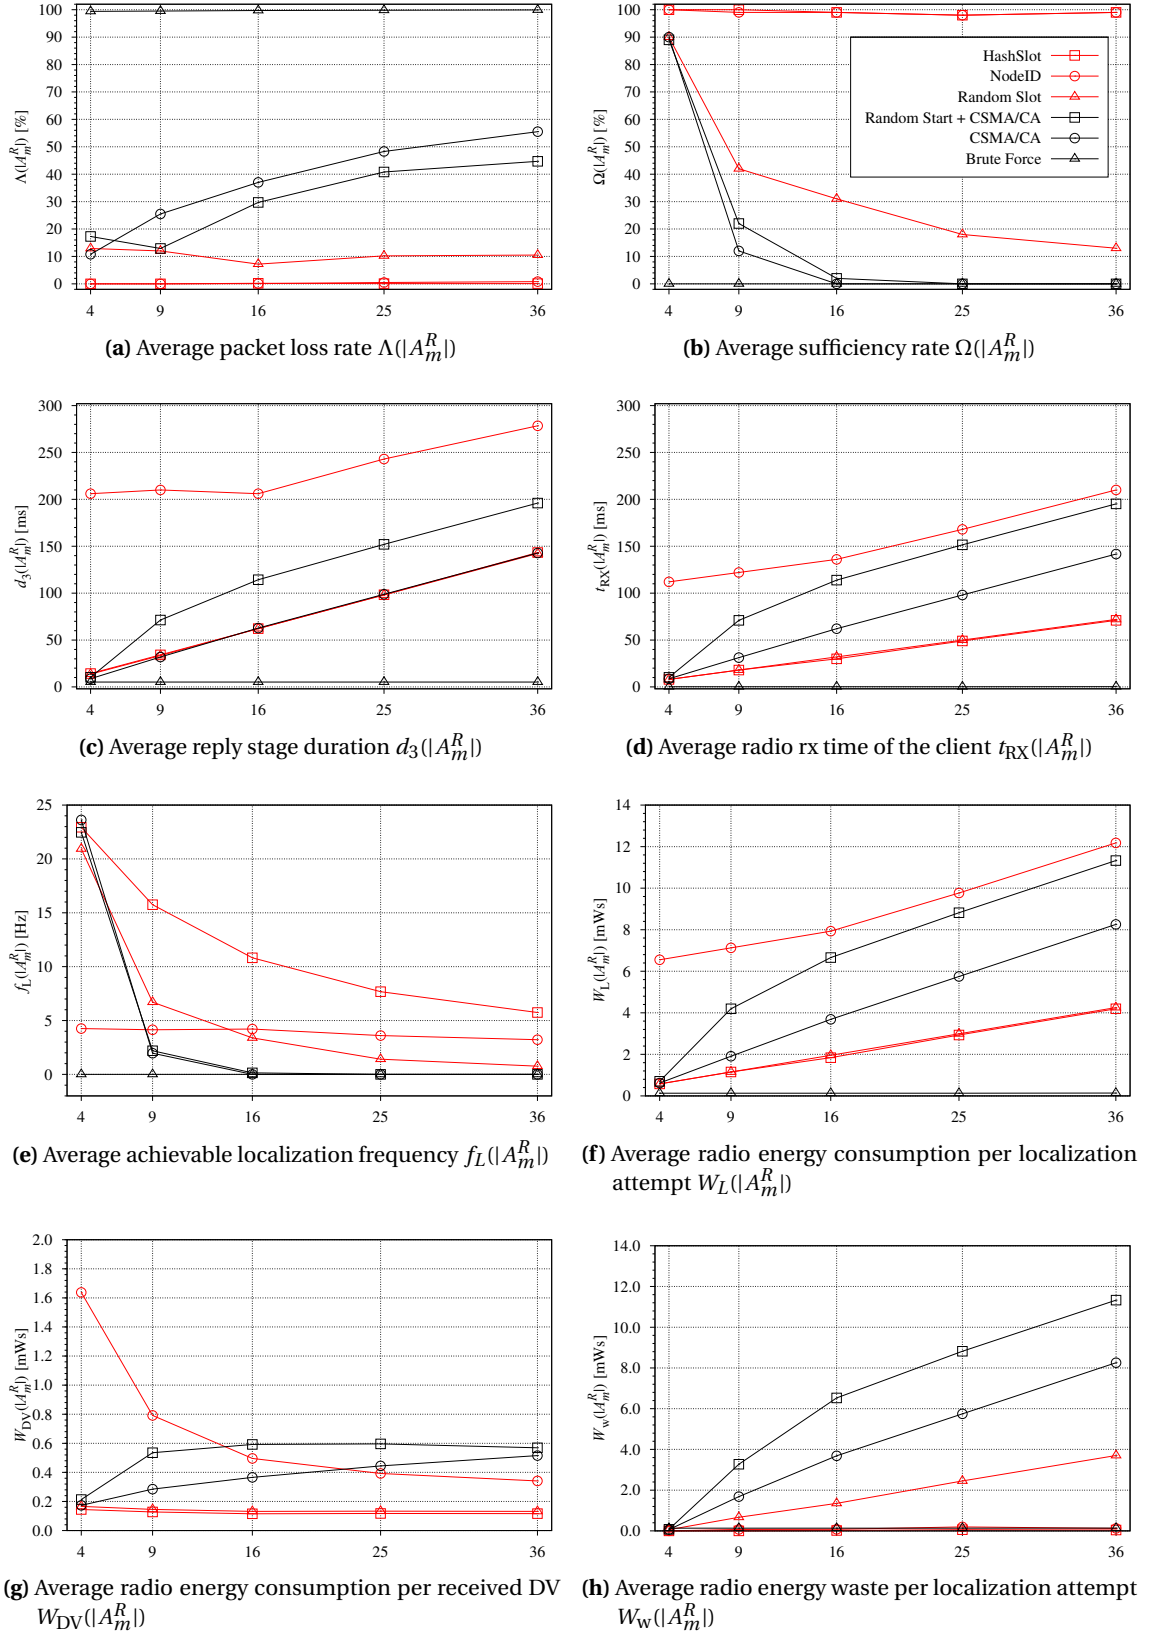 100
90
80
70
60
50
40
30
20
10
0
Λ(|A_m^R|) [%]
4 9 16 25 36
(a) Average packet loss rate Λ(|A_m^R|)
100
90
80
70
60
50
40
30
20
10
0
Ω(|A_m^R|) [%]
HashSlot
NodeID
Random Slot
Random Start + CSMA/CA
CSMA/CA
Brute Force
4 9 16 25 36
(b) Average sufficiency rate Ω(|A_m^R|)
300
250
200
150
100
50
0
d_3(|A_m^R|) [ms]
4 9 16 25 36
(c) Average reply stage duration d_3(|A_m^R|)
300
250
200
150
100
50
0
t_RX(|A_m^R|) [ms]
4 9 16 25 36
(d) Average radio rx time of the client t_RX(|A_m^R|)
25
20
15
10
5
0
f_L(|A_m^R|) [Hz]
4 9 16 25 36
(e) Average achievable localization frequency f_L(|A_m^R|)
14
12
10
8
6
4
2
0
W_L(|A_m^R|) [mWs]
4 9 16 25 36
(f) Average radio energy consumption per localization
attempt W_L(|A_m^R|)
2.0
1.8
1.6
1.4
1.2
1.0
0.8
0.6
0.4
0.2
0.0
W_DV(|A_m^R|) [mWs]
4 9 16 25 36
(g) Average radio energy consumption per received DV
W_DV(|A_m^R|)
14.0
12.0
10.0
8.0
6.0
4.0
2.0
0.0
W_w(|A_m^R|) [mWs]
4 9 16 25 36
(h) Average radio energy waste per localization attempt
W_w(|A_m^R|)